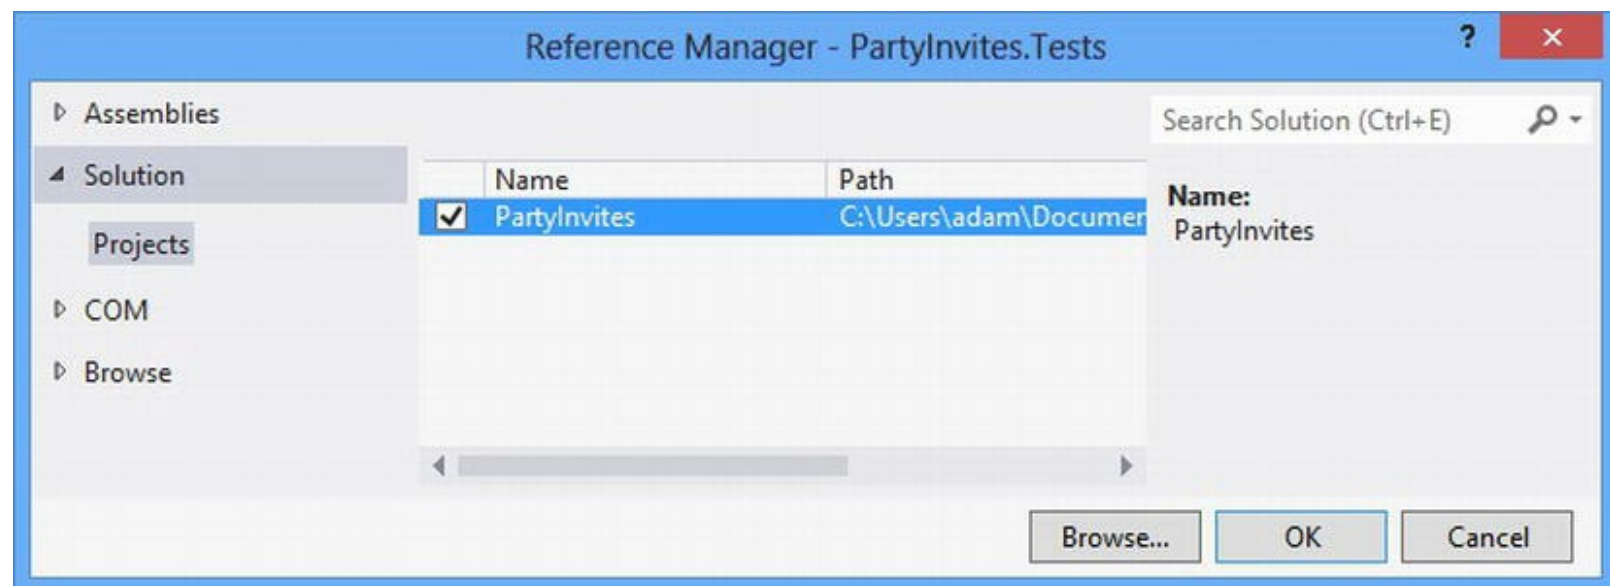 Reference Manager - PartyInvites.Tests
?
Assemblies
Solution
Projects
COM
Browse
Name Path
PartyInvites C:\Users\adam\Documen
Search Solution (Ctrl+E)
Name:
PartyInvites
Browse... OK Cancel